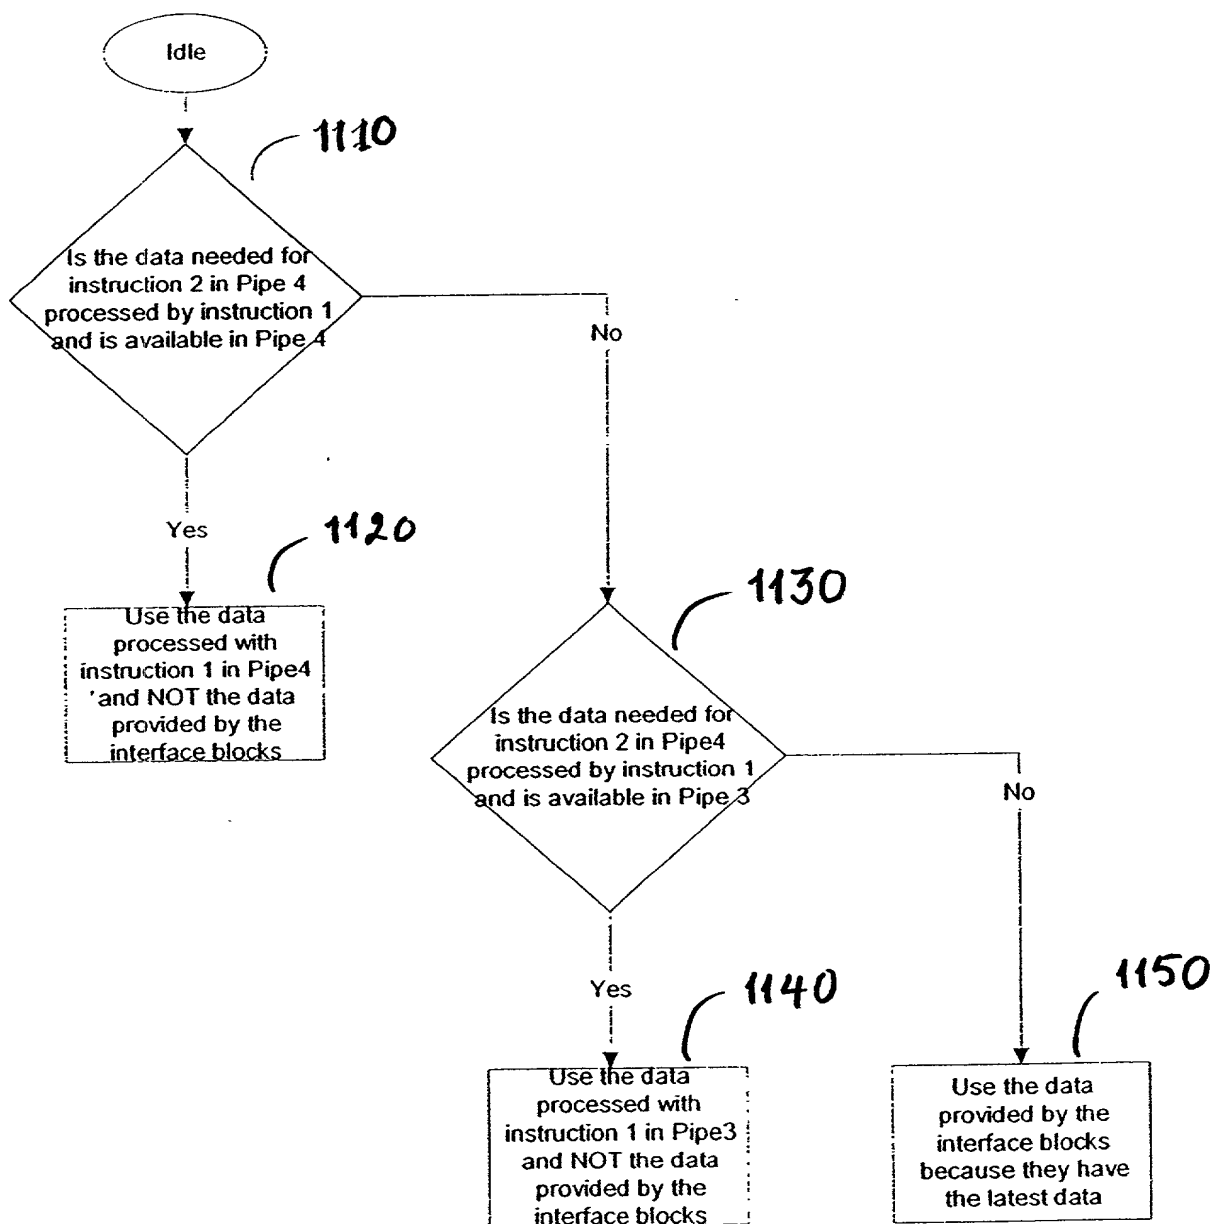 Idle
1110
Is the data needed for
instruction 2 in Pipe 4
processed by instruction 1
and is available in Pipe 4
No
Yes
1120
Use the data
processed with
instruction 1 in Pipe4
and NOT the data
provided by the
interface blocks
1130
Is the data needed for
instruction 2 in Pipe4
processed by instruction 1
and is available in Pipe 3
No
Yes
1140
Use the data
processed with
instruction 1 in Pipe3
and NOT the data
provided by the
interface blocks
1150
Use the data
provided by the
interface blocks
because they have
the latest data